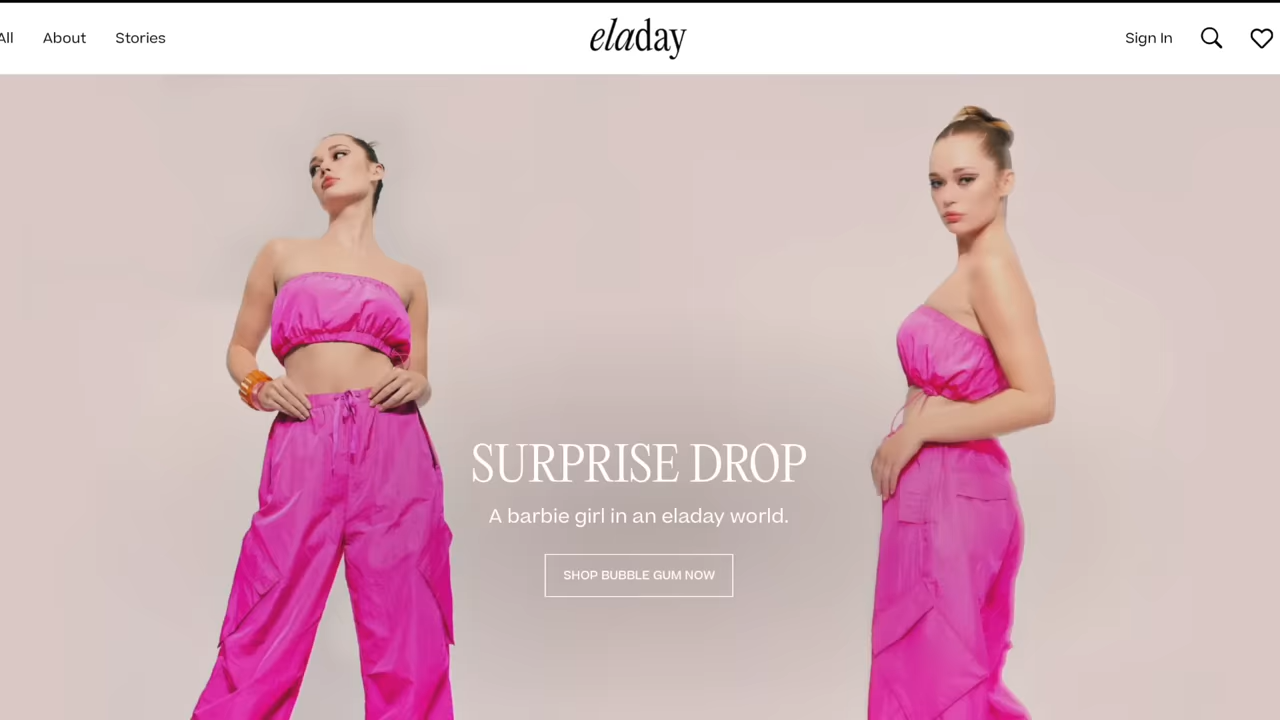 All
About
Stories
eladay
Sign In
SURPRISE DROP
A barbie girl in an eladay world.
SHOP BUBBLE GUM NOW